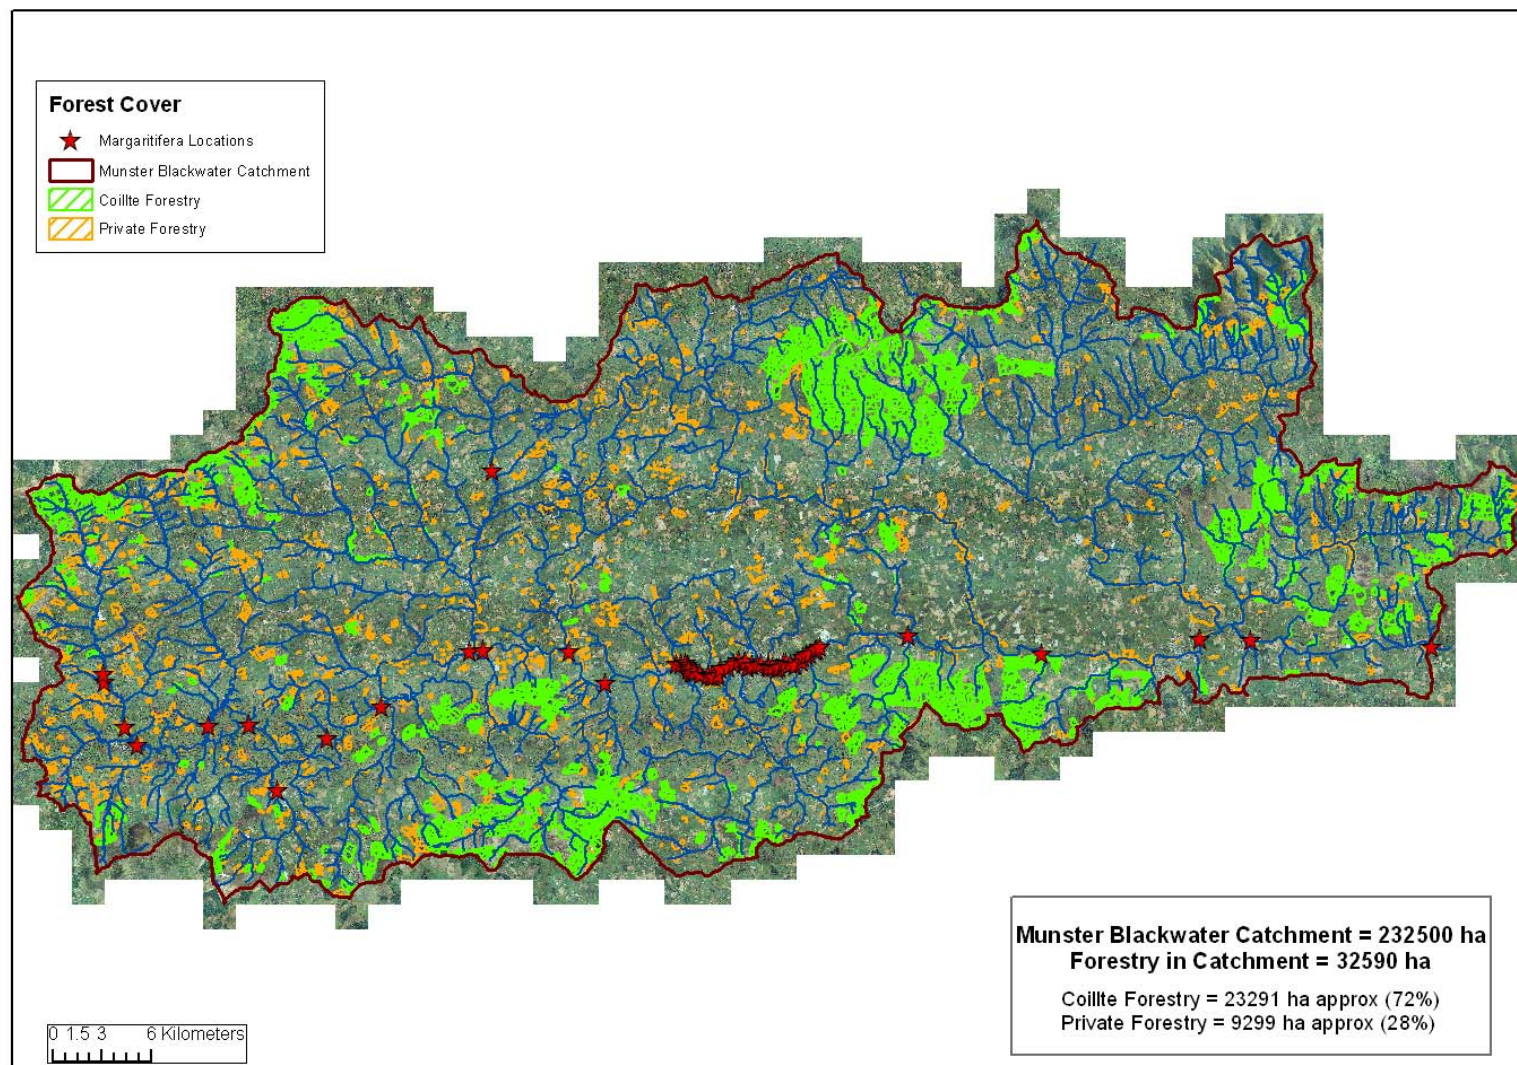 Forest Cover
Margaritifera Locations
Munster Blackwater Catchment
Coillte Forestry
Private Forestry
Munster Blackwater Catchment = 232500 ha
Forestry in Catchment = 32590 ha
Coillte Forestry = 23291 ha approx (72%)
Private Forestry = 9299 ha approx (28%)
0 1.5 3 6 Kilometers